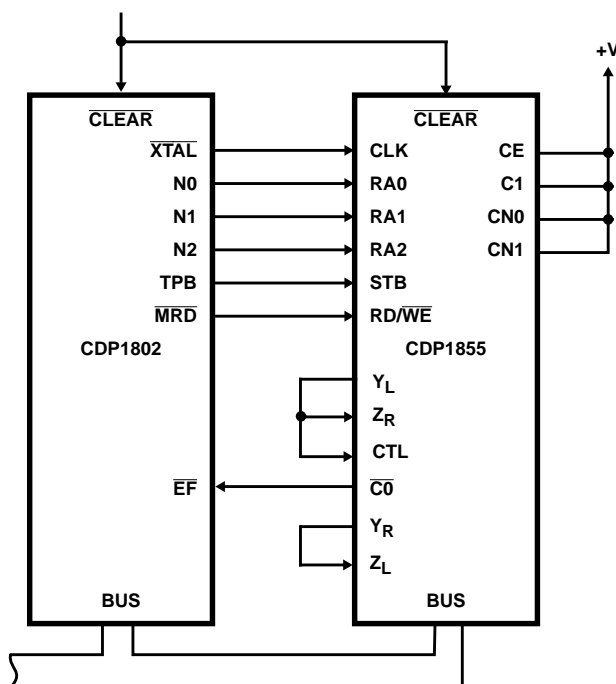 +V
CLEAR
XTAL
N0
N1
N2
TPB
MRD
CDP1802
EF
BUS
CLEAR
CLK CE
RA0 C1
RA1 CN0
RA2 CN1
STB
RD/WE
CDP1855
YL
ZR
CTL
C0
YR
ZL
BUS